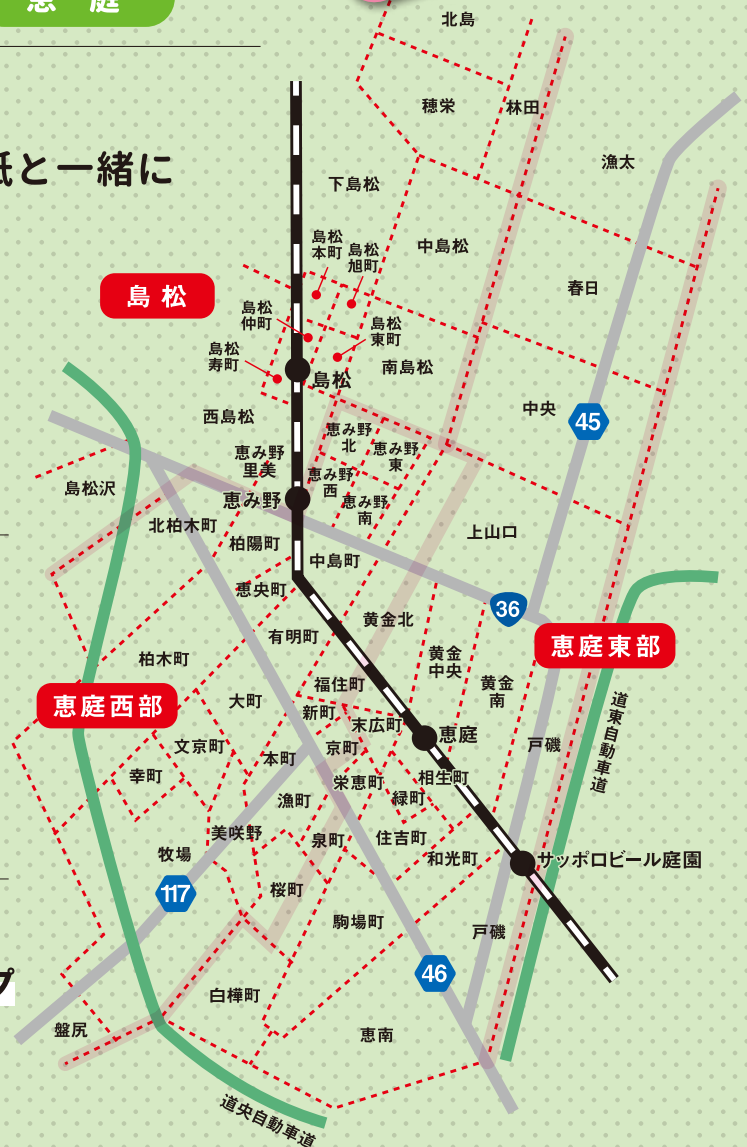 恵 庭
北島
穂栄
林田
漁太
紙と一緒に
下島松
島松
本町
島松
旭町
中島松
春日
島松
島松
仲町
島松
東町
島松
寿町
南島松
島松
中央
45
西島松
恵み野
北
恵み野
東
恵み野
里美
恵み野
西
島松沢
恵み野
恵み野
南
北柏木町
柏陽町
上山口
中島町
恵央町
36
黄金北
有明町
恵庭東部
柏木町
黄金
中央
黄金
南
福住町
恵庭西部
大町
新町
末広町
恵庭
道東自動車道
文京町
京町
戸磯
本町
幸町
栄恵町
相生町
漁町
緑町
美咲野
泉町
住吉町
牧場
和光町
サッポロビール庭園
117
桜町
駒場町
戸磯
46
プ
白樺町
盤尻
恵南
道央自動車道